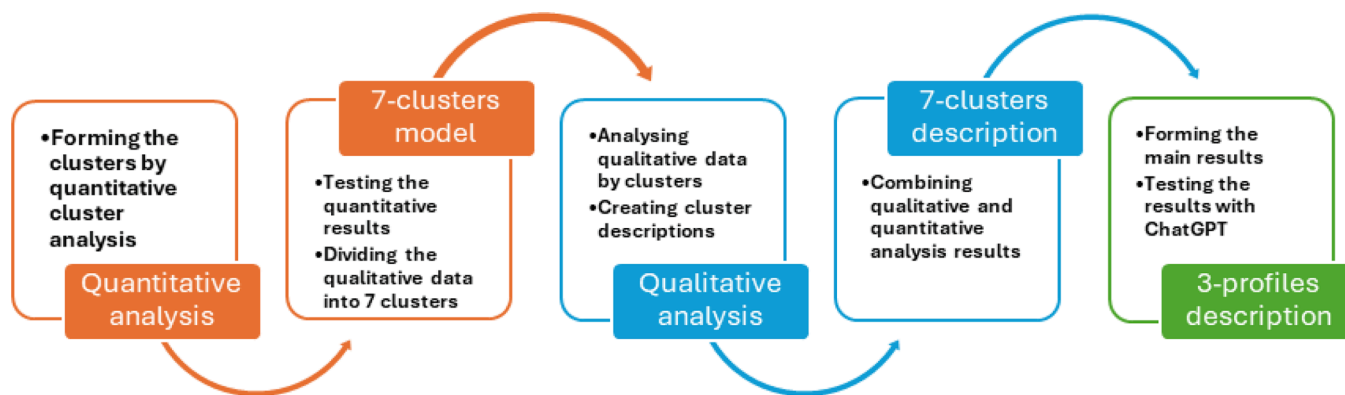 •Forming the
clusters by
quantitative
cluster
analysis
Quantitative
analysis
7-clusters
model
•Testing the
quantitative
results
•Dividing the
qualitative data
into 7 clusters
•Analysing
qualitative data
by clusters
•Creating cluster
descriptions
Qualitative
analysis
7-clusters
description
•Combining
qualitative and
quantitative
analysis results
•Forming the
main results
•Testing the
results with
ChatGPT
3-profiles
description